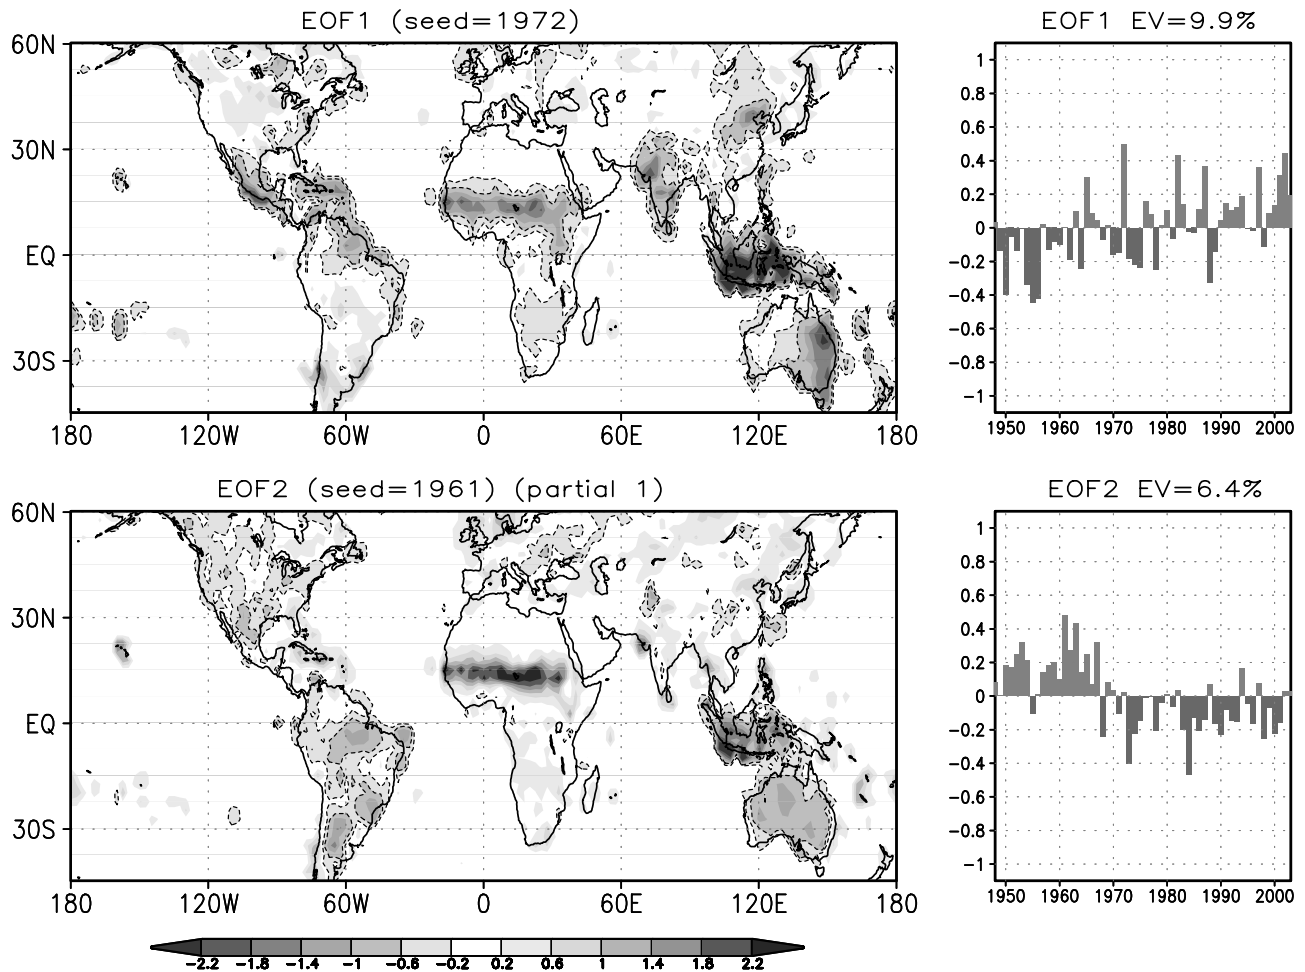 EOF1 (seed=1972)
EOF1 EV=9.9%
60N
30N
EQ
30S
180 120W 60W 0 60E 120E 180
1
0.8
0.6
0.4
0.2
0
-0.2
-0.4
-0.6
-0.8
-1
1950 1960 1970 1980 1990 2000
EOF2 (seed=1961) (partial 1)
EOF2 EV=6.4%
60N
30N
EQ
30S
180 120W 60W 0 60E 120E 180
1
0.8
0.6
0.4
0.2
0
-0.2
-0.4
-0.6
-0.8
-1
1950 1960 1970 1980 1990 2000
-2.2 -1.8 -1.4 -1 -0.6 -0.2 0.2 0.6 1 1.4 1.8 2.2